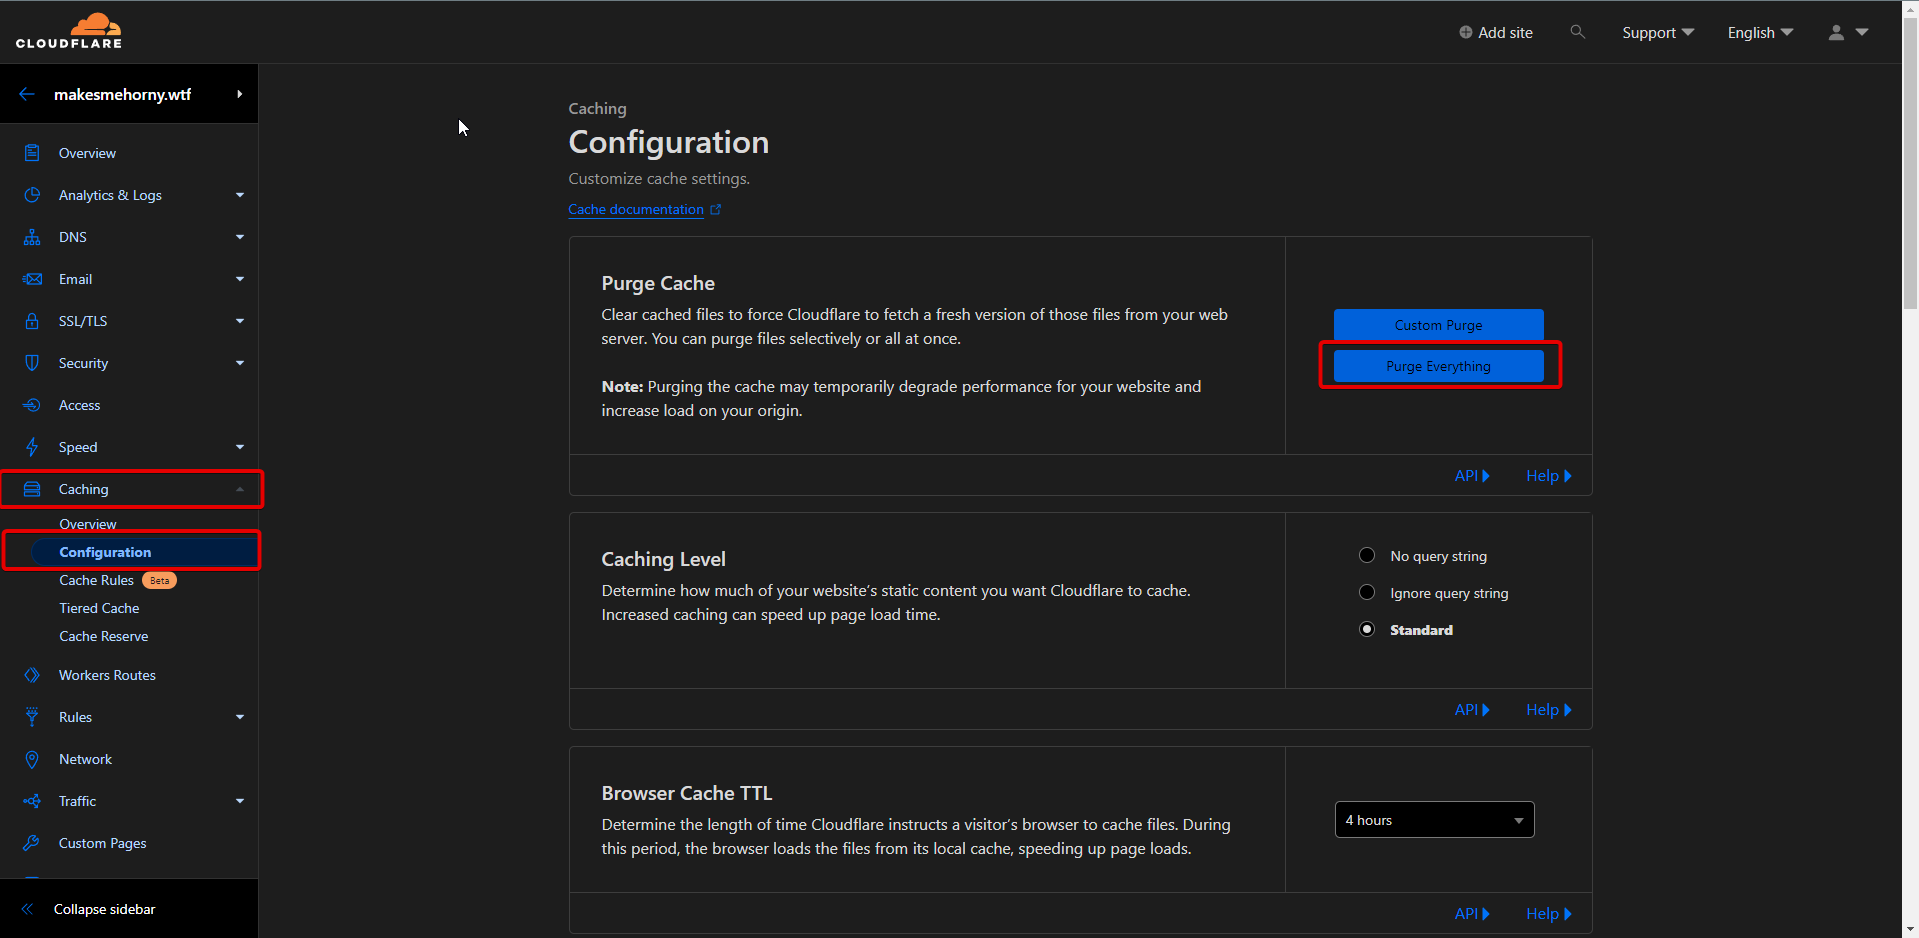 CLOUDFLARE
Add site
Support
English
makesmehorny.wtf
Overview
Analytics & Logs
DNS
Email
SSL/TLS
Security
Access
Speed
Caching
Overview
Configuration
Cache Rules Beta
Tiered Cache
Cache Reserve
Workers Routes
Rules
Network
Traffic
Custom Pages
Collapse sidebar
Caching
Configuration
Customize cache settings.
Cache documentation
Purge Cache
Clear cached files to force Cloudflare to fetch a fresh version of those files from your web
server. You can purge files selectively or all at once.
Note: Purging the cache may temporarily degrade performance for your website and
increase load on your origin.
Custom Purge
Purge Everything
API
Help
Caching Level
Determine how much of your website’s static content you want Cloudflare to cache.
Increased caching can speed up page load time.
No query string
Ignore query string
Standard
API
Help
Browser Cache TTL
Determine the length of time Cloudflare instructs a visitor’s browser to cache files. During
this period, the browser loads the files from its local cache, speeding up page loads.
4 hours
API
Help